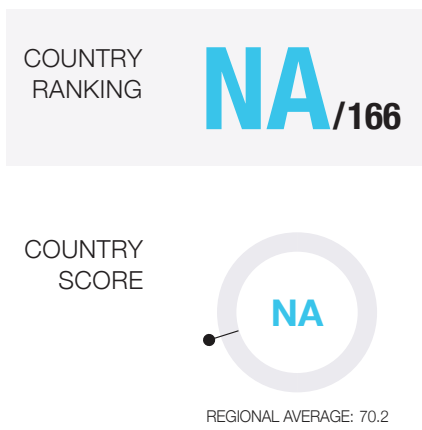 COUNTRY
RANKING
NA/166
COUNTRY
SCORE
NA
REGIONAL AVERAGE: 70.2